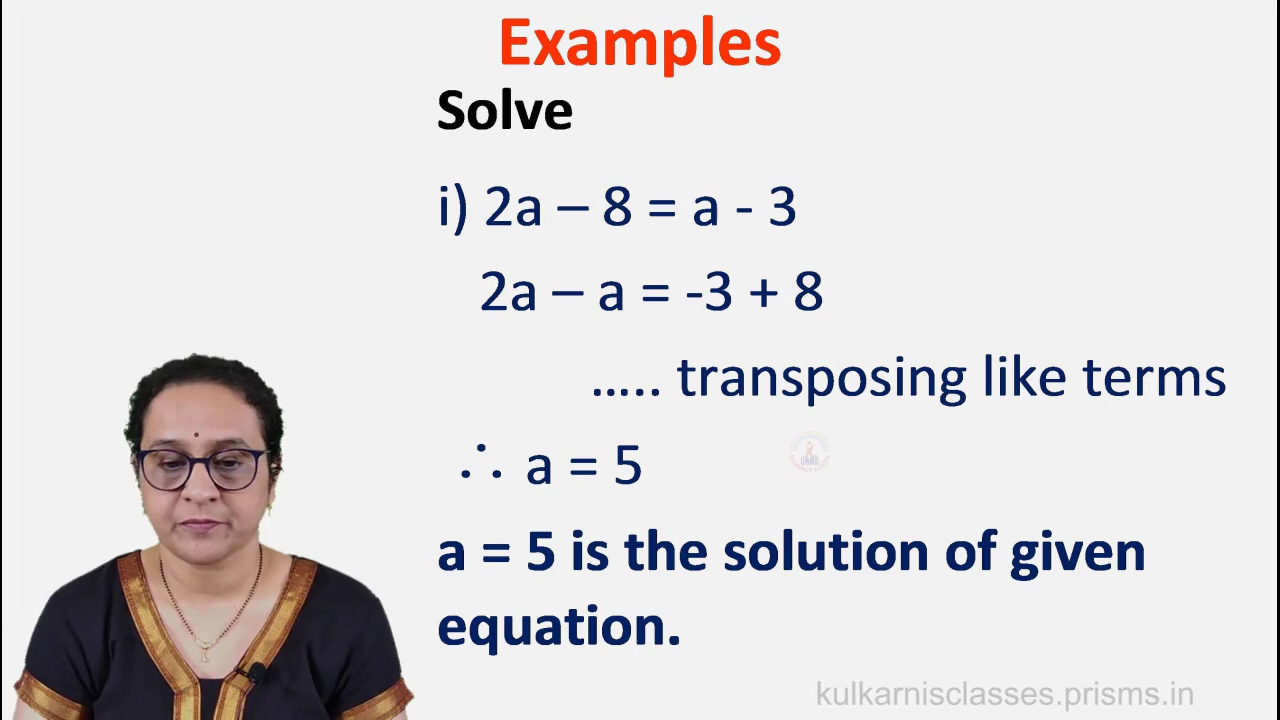 Examples
Solve
i) 2a – 8 = a - 3
2a – a = -3 + 8
….. transposing like terms
∴ a = 5
a = 5 is the solution of given
equation.
kulkarnisclasses.prisms.in